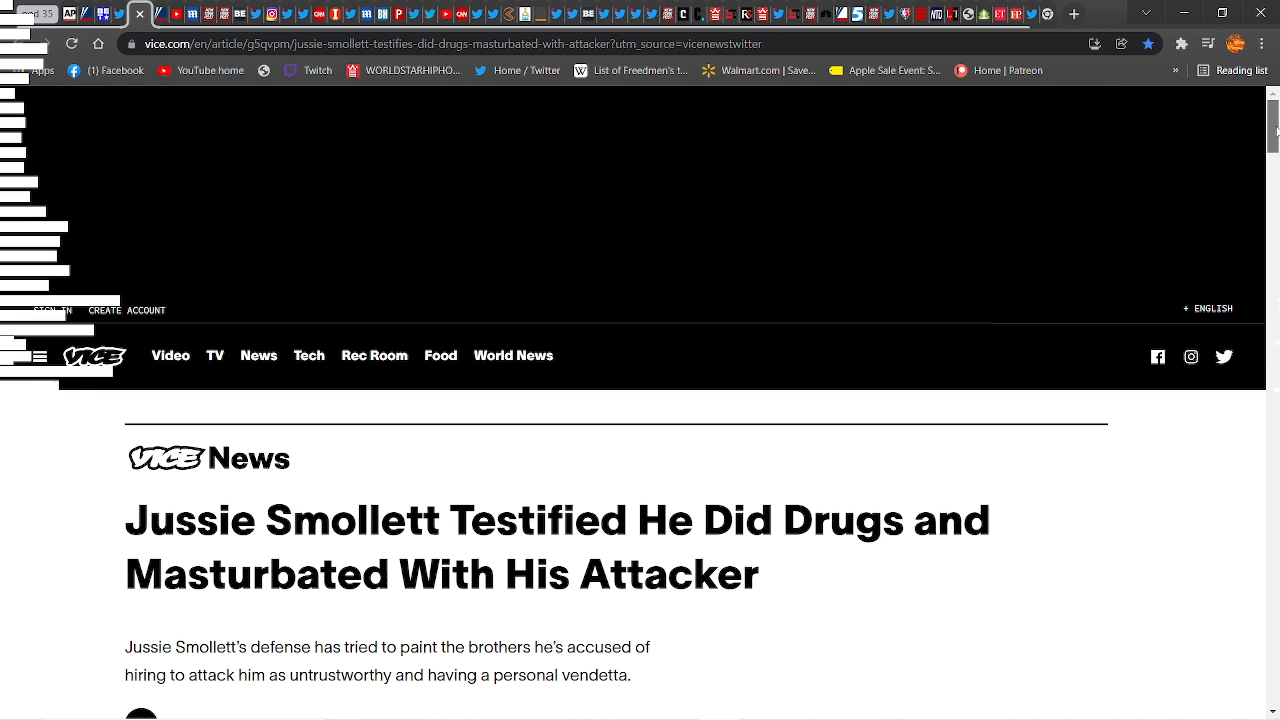 ped 35
vice.com/en/article/g5qvpm/jussie-smollett-testifies-did-drugs-masturbated-with-attacker?utm_source=vicenewstwitter
Apps (1) Facebook YouTube home Twitch WORLDSTARHIPHO... Home / Twitter List of Freedmen's t... Walmart.com | Save... Apple See Event: S... Home | Patreon » Reading list
SIGN IN CREATE ACCOUNT + ENGLISH
VICE Video TV News Tech Rec Room Food World News
VICE News
Jussie Smollett Testified He Did Drugs and
Masturbated With His Attacker
Jussie Smollett's defense has tried to paint the brothers he's accused of
hiring to attack him as untrustworthy and having a personal vendetta.